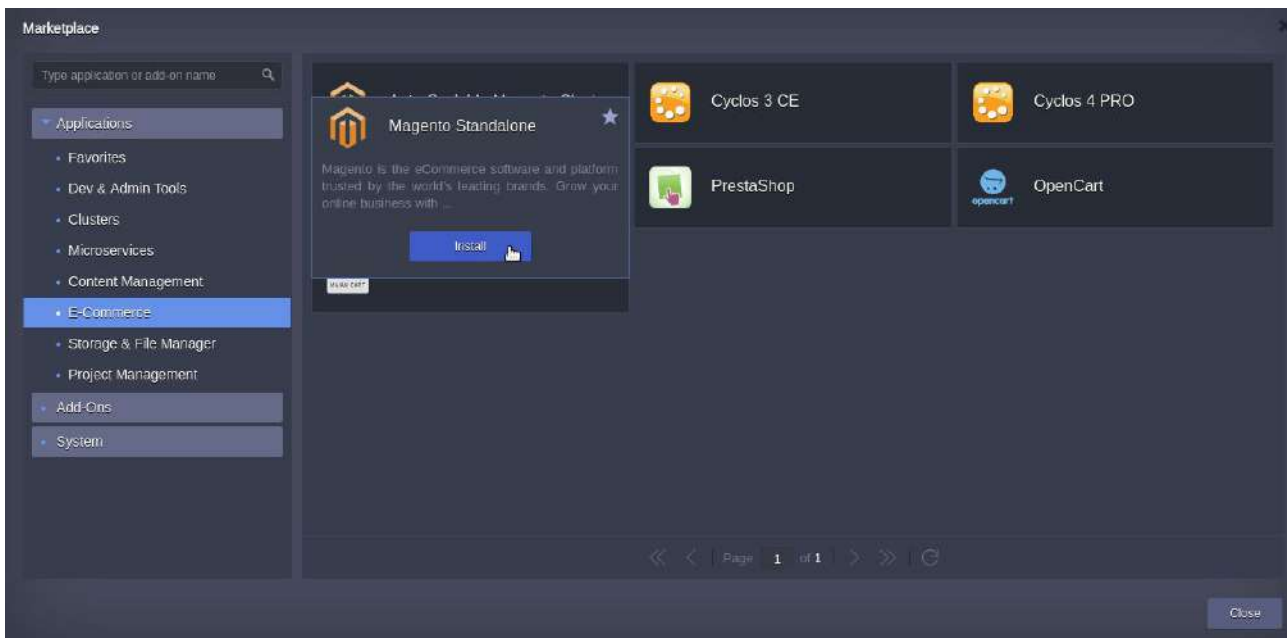 Marketplace
Type application or add-on name
Applications
Favorites
Dev & Admin Tools
Clusters
Microservices
Content Management
E-Commerce
Storage & File Manager
Project Management
Add-Ons
System
Magento Standalone
Magento is the eCommerce software and platform
trusted by the world's leading brands. Grow your
online business with ...
Install
Cyclos 3 CE
Cyclos 4 PRO
PrestaShop
opencart
OpenCart
Page 1 of 1
Close